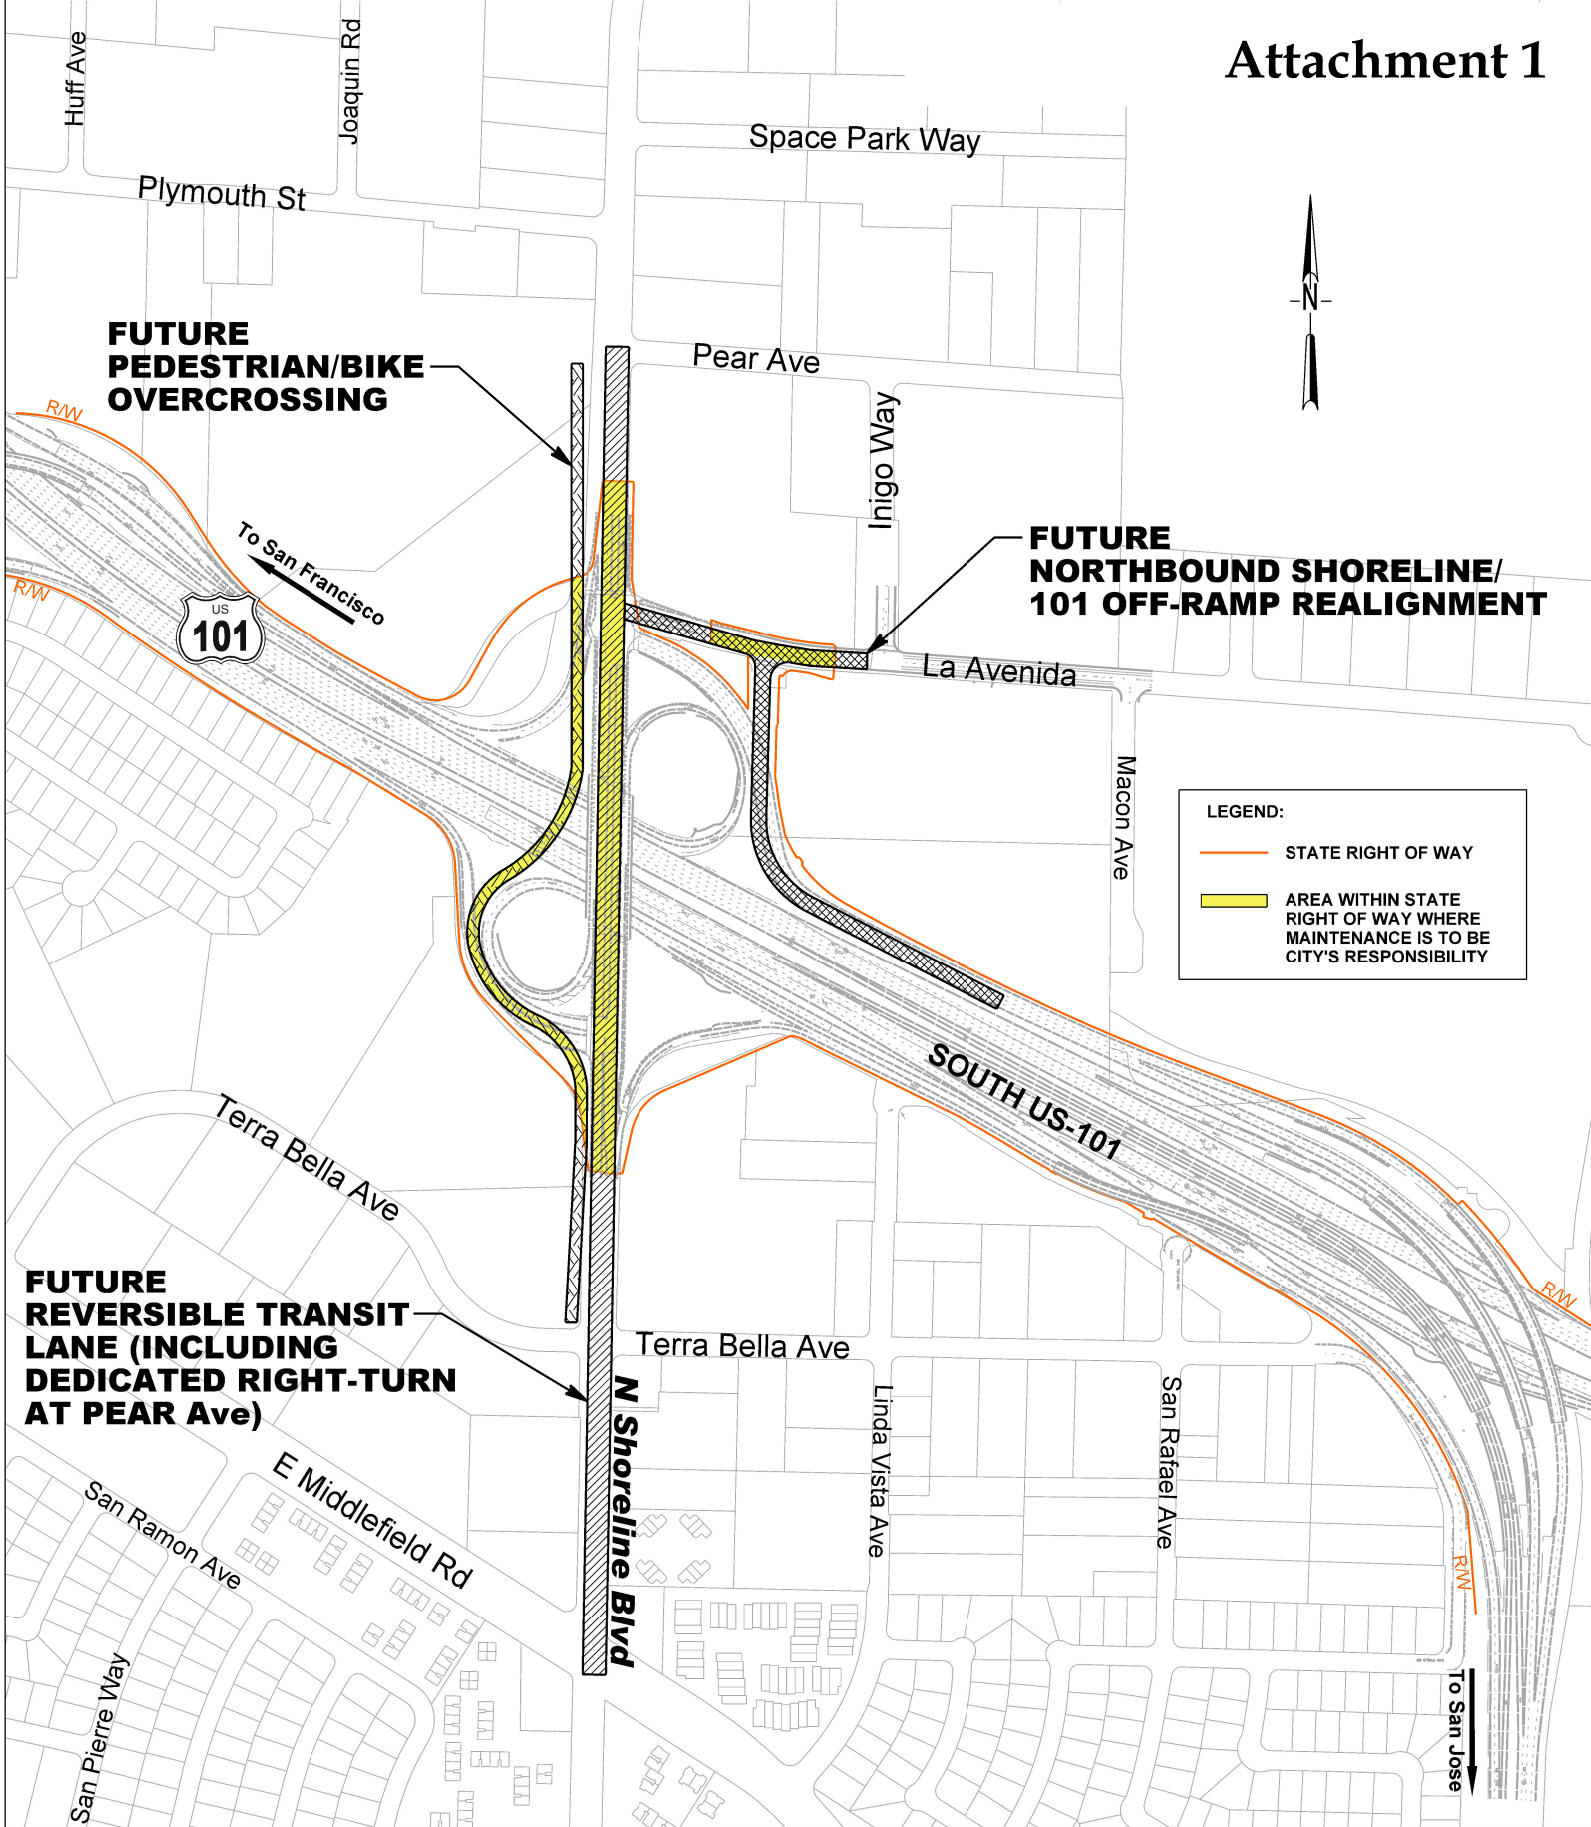 Attachment 1
Huff Ave
Joaquin Rd
Space Park Way
Plymouth St
-N-
FUTURE
PEDESTRIAN/BIKE
OVERCROSSING
Pear Ave
R/W
Inigo Way
To San Francisco
FUTURE
NORTHBOUND SHORELINE/
101 OFF-RAMP REALIGNMENT
R/W
US
101
La Avenida
Macon Ave
LEGEND:
STATE RIGHT OF WAY
AREA WITHIN STATE
RIGHT OF WAY WHERE
MAINTENANCE IS TO BE
CITY'S RESPONSIBILITY
SOUTH US-101
Terra Bella Ave
FUTURE
REVERSIBLE TRANSIT
LANE (INCLUDING
DEDICATED RIGHT-TURN
AT PEAR Ave)
R/W
Terra Bella Ave
N Shoreline Blvd
Linda Vista Ave
San Rafael Ave
E Middlefield Rd
San Ramon Ave
R/W
San Pierre Way
To San Jose